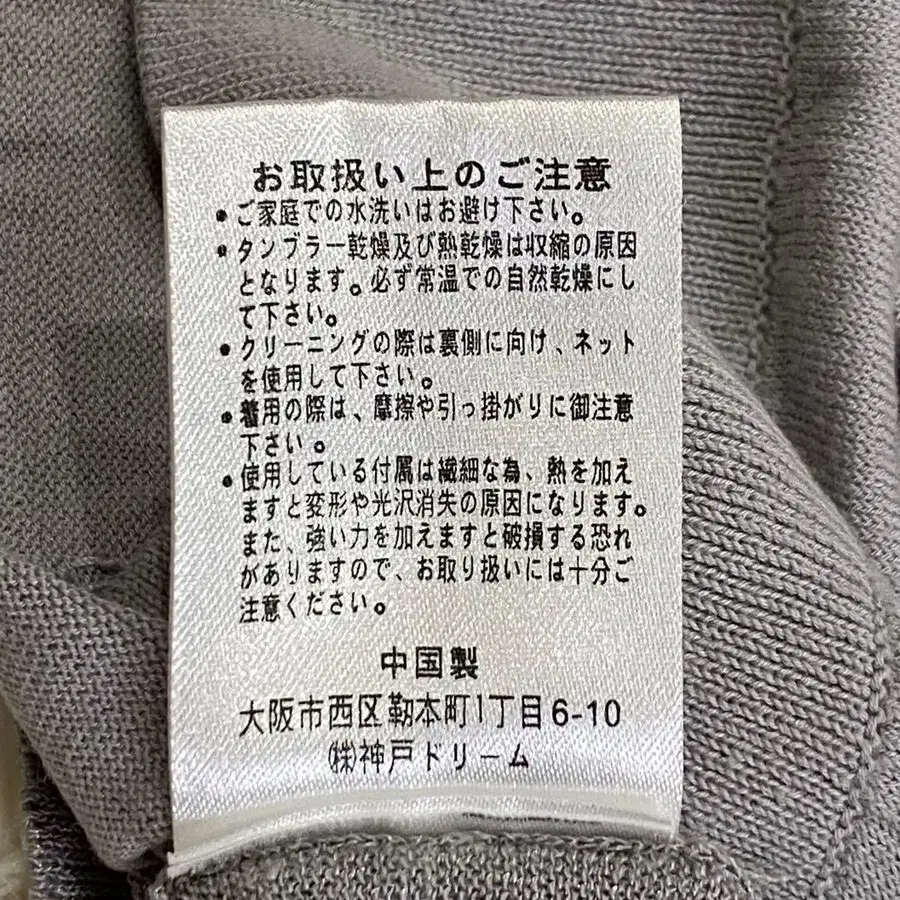 お取扱い上のご注意
•ご家庭での水洗いはお避け下さい。
•タンブラー乾燥及び熱乾燥は収縮の原因
となります。必ず常温での自然乾燥にし
て下さい。
•クリーニングの際は裏側に向け、ネット
を使用して下さい。
•着用の際は、摩擦や引っ掛がりに御注意
下さい。
•使用している付属は繊細な為、熱を加え
ますと変形や光沢消失の原因になります。
また、強い力を加えますと破損する恐れ
がありますので、お取り扱いには十分ご
注意ください。
中国製
大阪市西区靭本町1丁目6-10
㈱神戸ドリーム